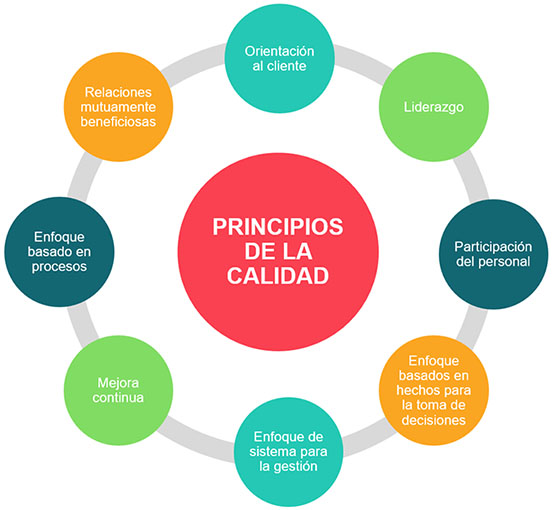 Orientación
al cliente
Liderazgo
Participación
del personal
Enfoque
basados en
hechos para
la toma de
decisiones
Enfoque de
sistema para
la gestión
Mejora
continua
Enfoque
basado en
procesos
Relaciones
mutuamente
beneficiosas
PRINCIPIOS
DE LA
CALIDAD